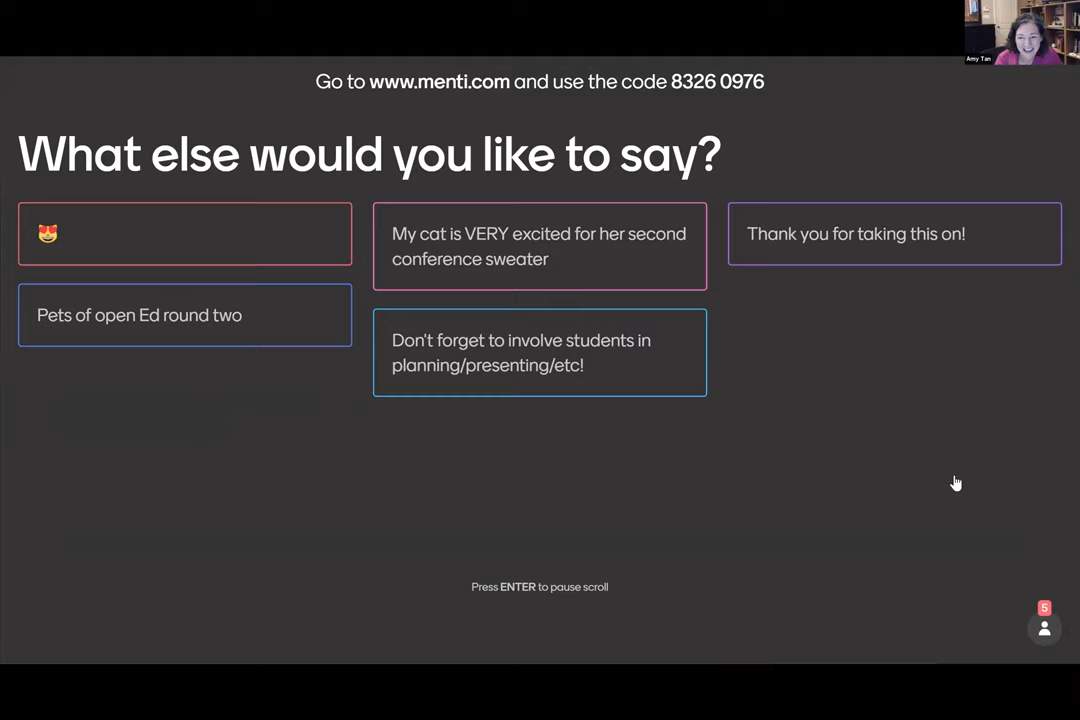 Amy Tan
Go to www.menti.com and use the code 8326 0976
What else would you like to say?
😻
Pets of open Ed round two
My cat is VERY excited for her second
conference sweater
Don't forget to involve students in
planning/presenting/etc!
Thank you for taking this on!
Press ENTER to pause scroll
5